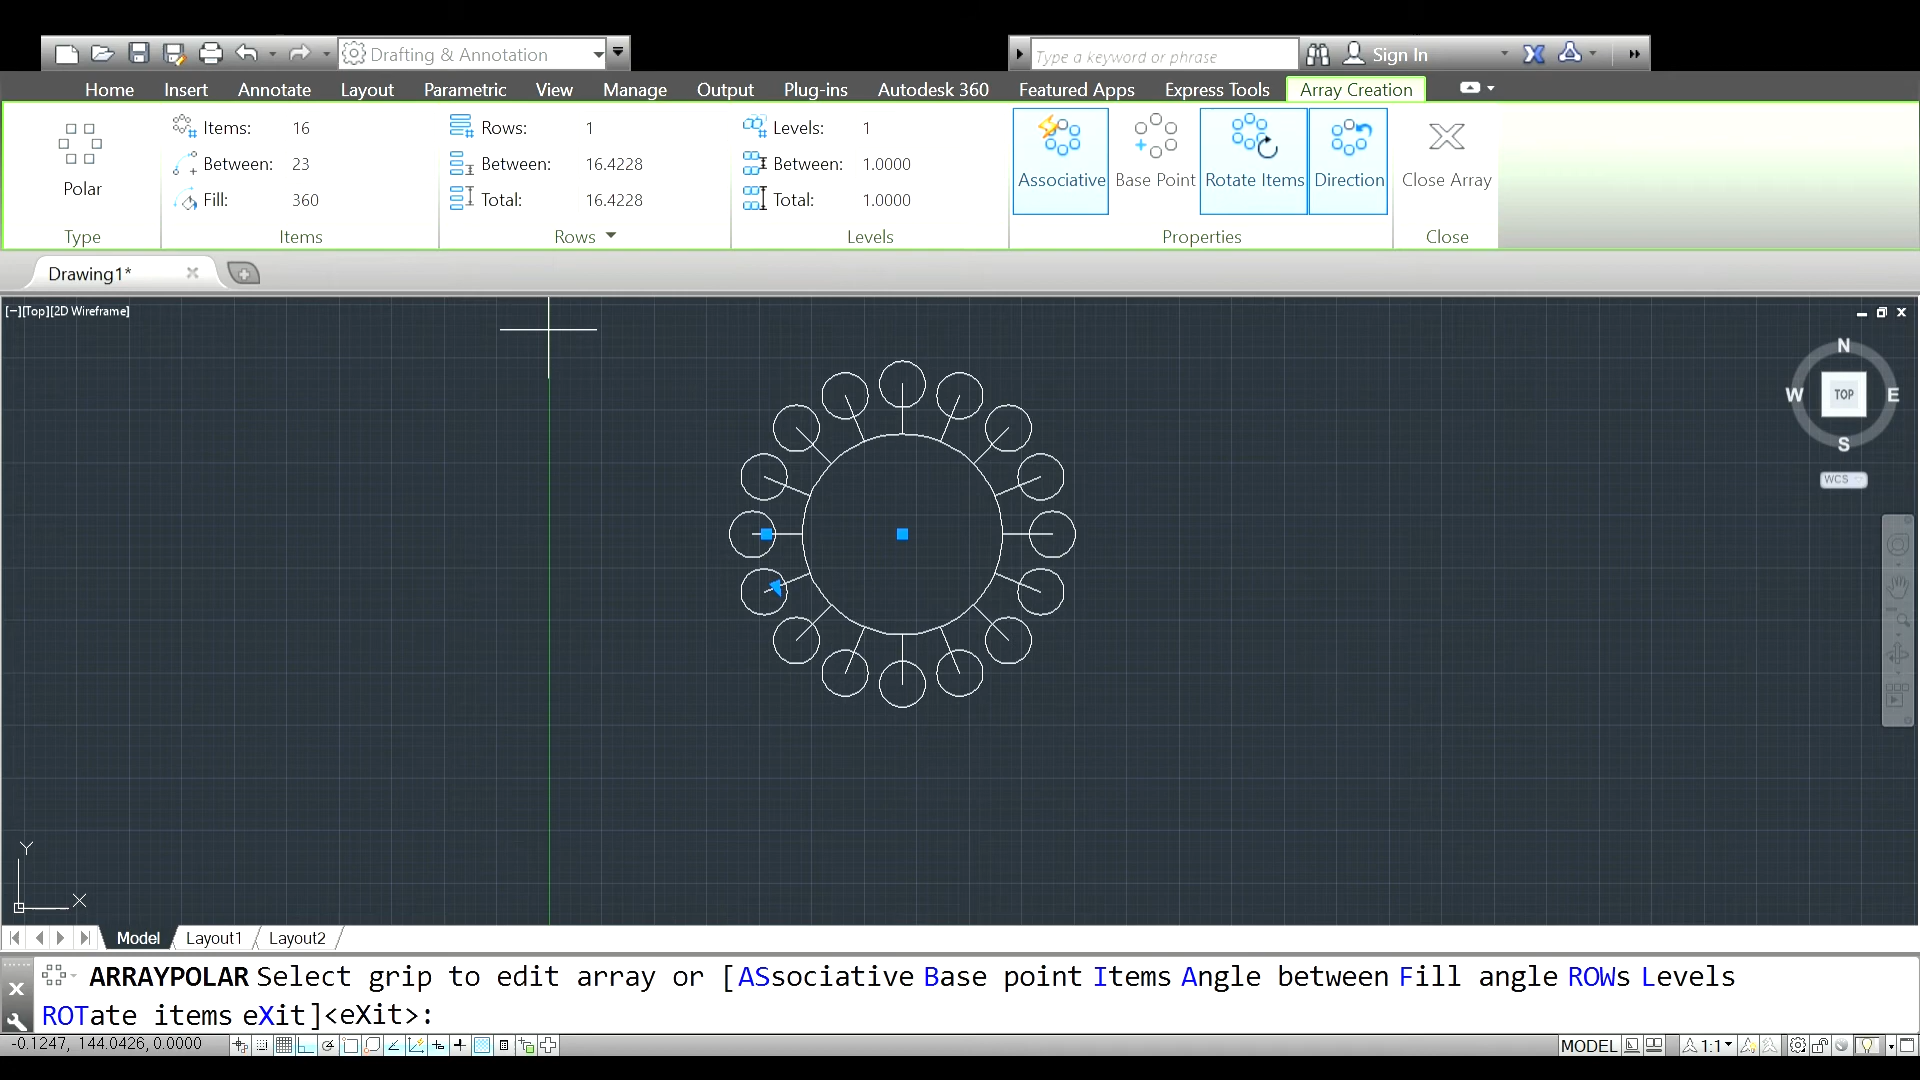 Drafting & Annotation
Type a keyword or phrase
Sign In
Home Insert Annotate Layout Parametric View Manage Output Plug-ins Autodesk 360 Featured Apps Express Tools Array Creation
Polar
Type
Items: 16
Between: 23
Fill: 360
Items
Rows: 1
Between: 16.4228
Total: 16.4228
Rows
Levels: 1
Between: 1.0000
Total: 1.0000
Levels
Associative Base Point Rotate Items Direction
Properties
Close Array
Close
Drawing1*
[−][Top][2D Wireframe]
N
W TOP E
S
WCS
Y
X
Model Layout1 Layout2
ARRAYPOLAR Select grip to edit array or [ASsociative Base point Items Angle between Fill angle ROWs Levels
ROTate items eXit]<eXit>:
-0.1247, 144.0426, 0.0000
MODEL
1:1